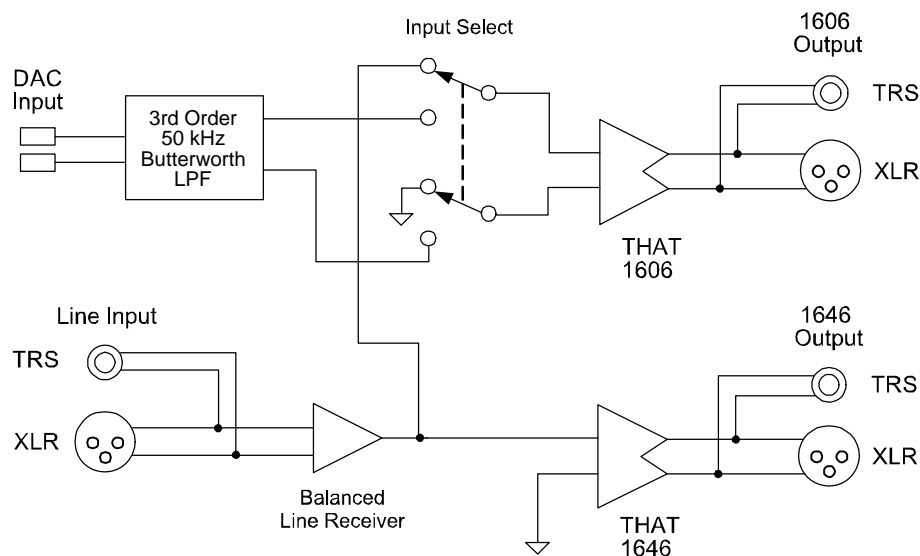 Input Select
1606
Output
DAC
Input
TRS
3rd Order
50 kHz
Butterworth
LPF
XLR
THAT
1606
Line Input
1646
Output
TRS
TRS
XLR
XLR
Balanced
Line Receiver
THAT
1646